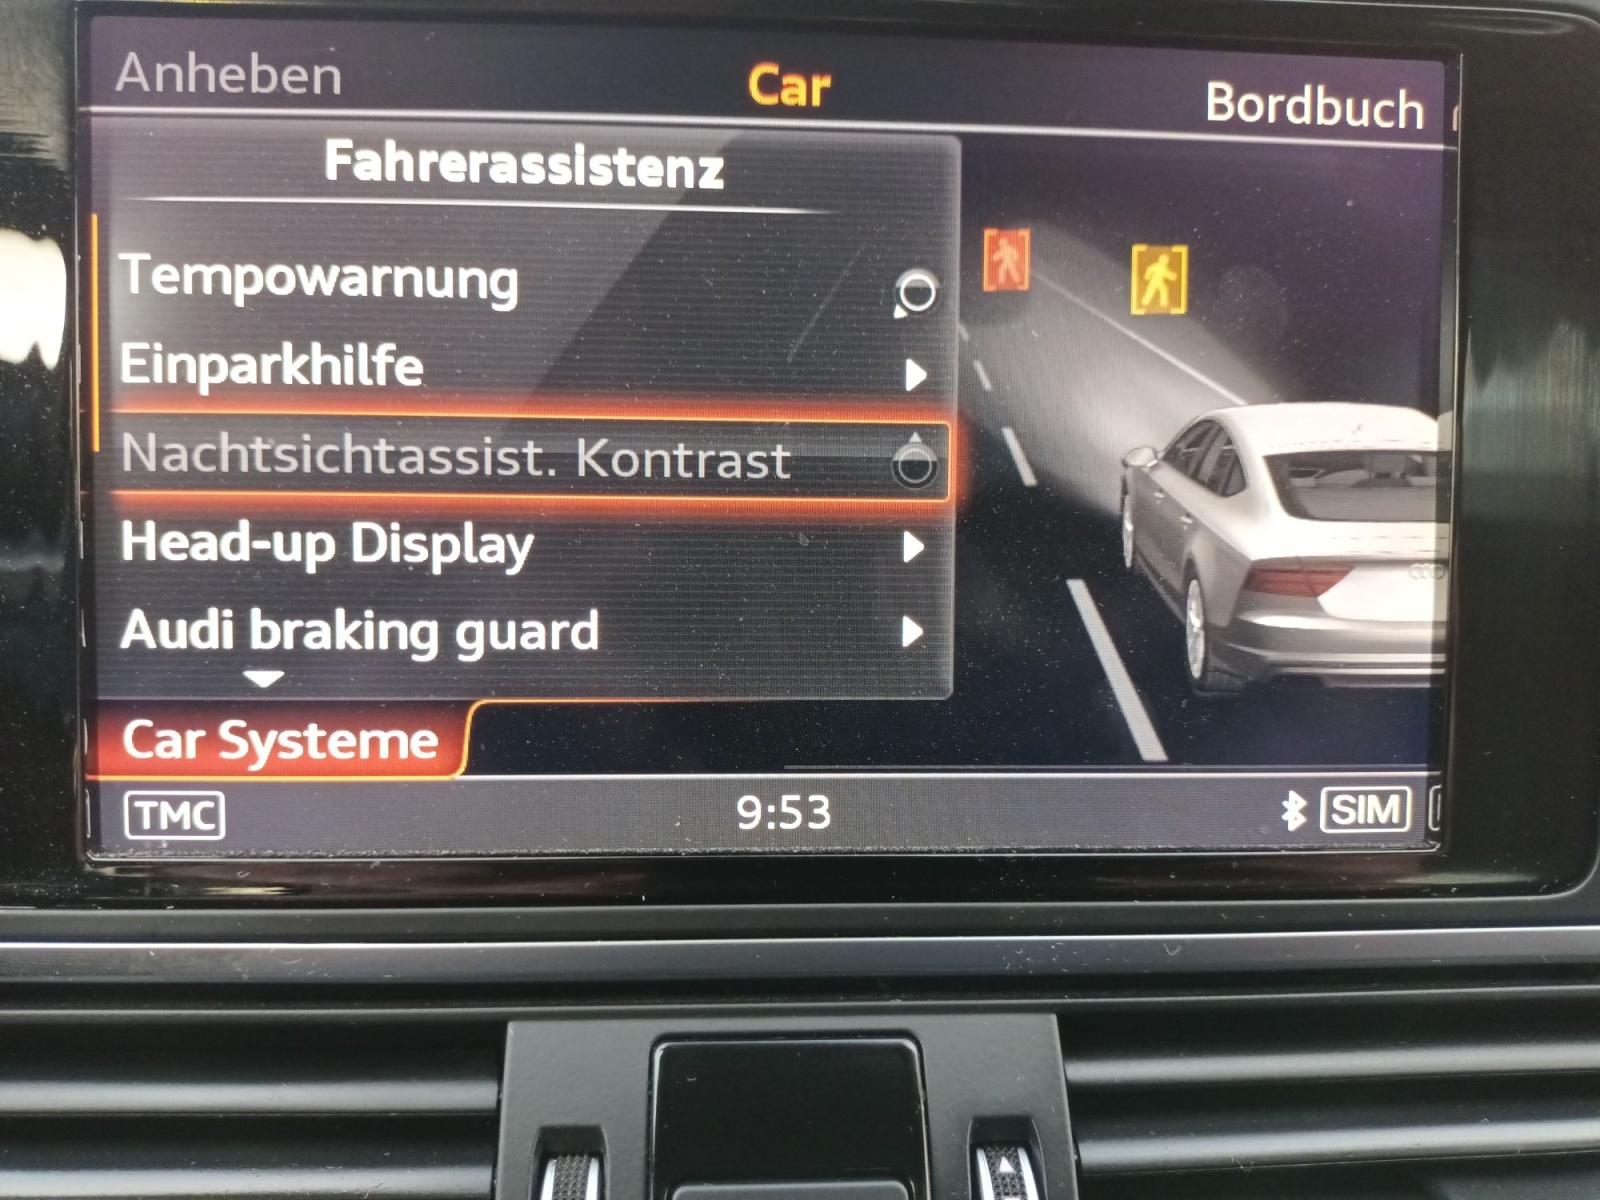 Anheben
Car
Bordbuch
Fahrerassistenz
Tempowarnung
Einparkhilfe
Nachtsichtassist. Kontrast
Head-up Display
Audi braking guard
Car Systeme
TMC
9:53
SIM